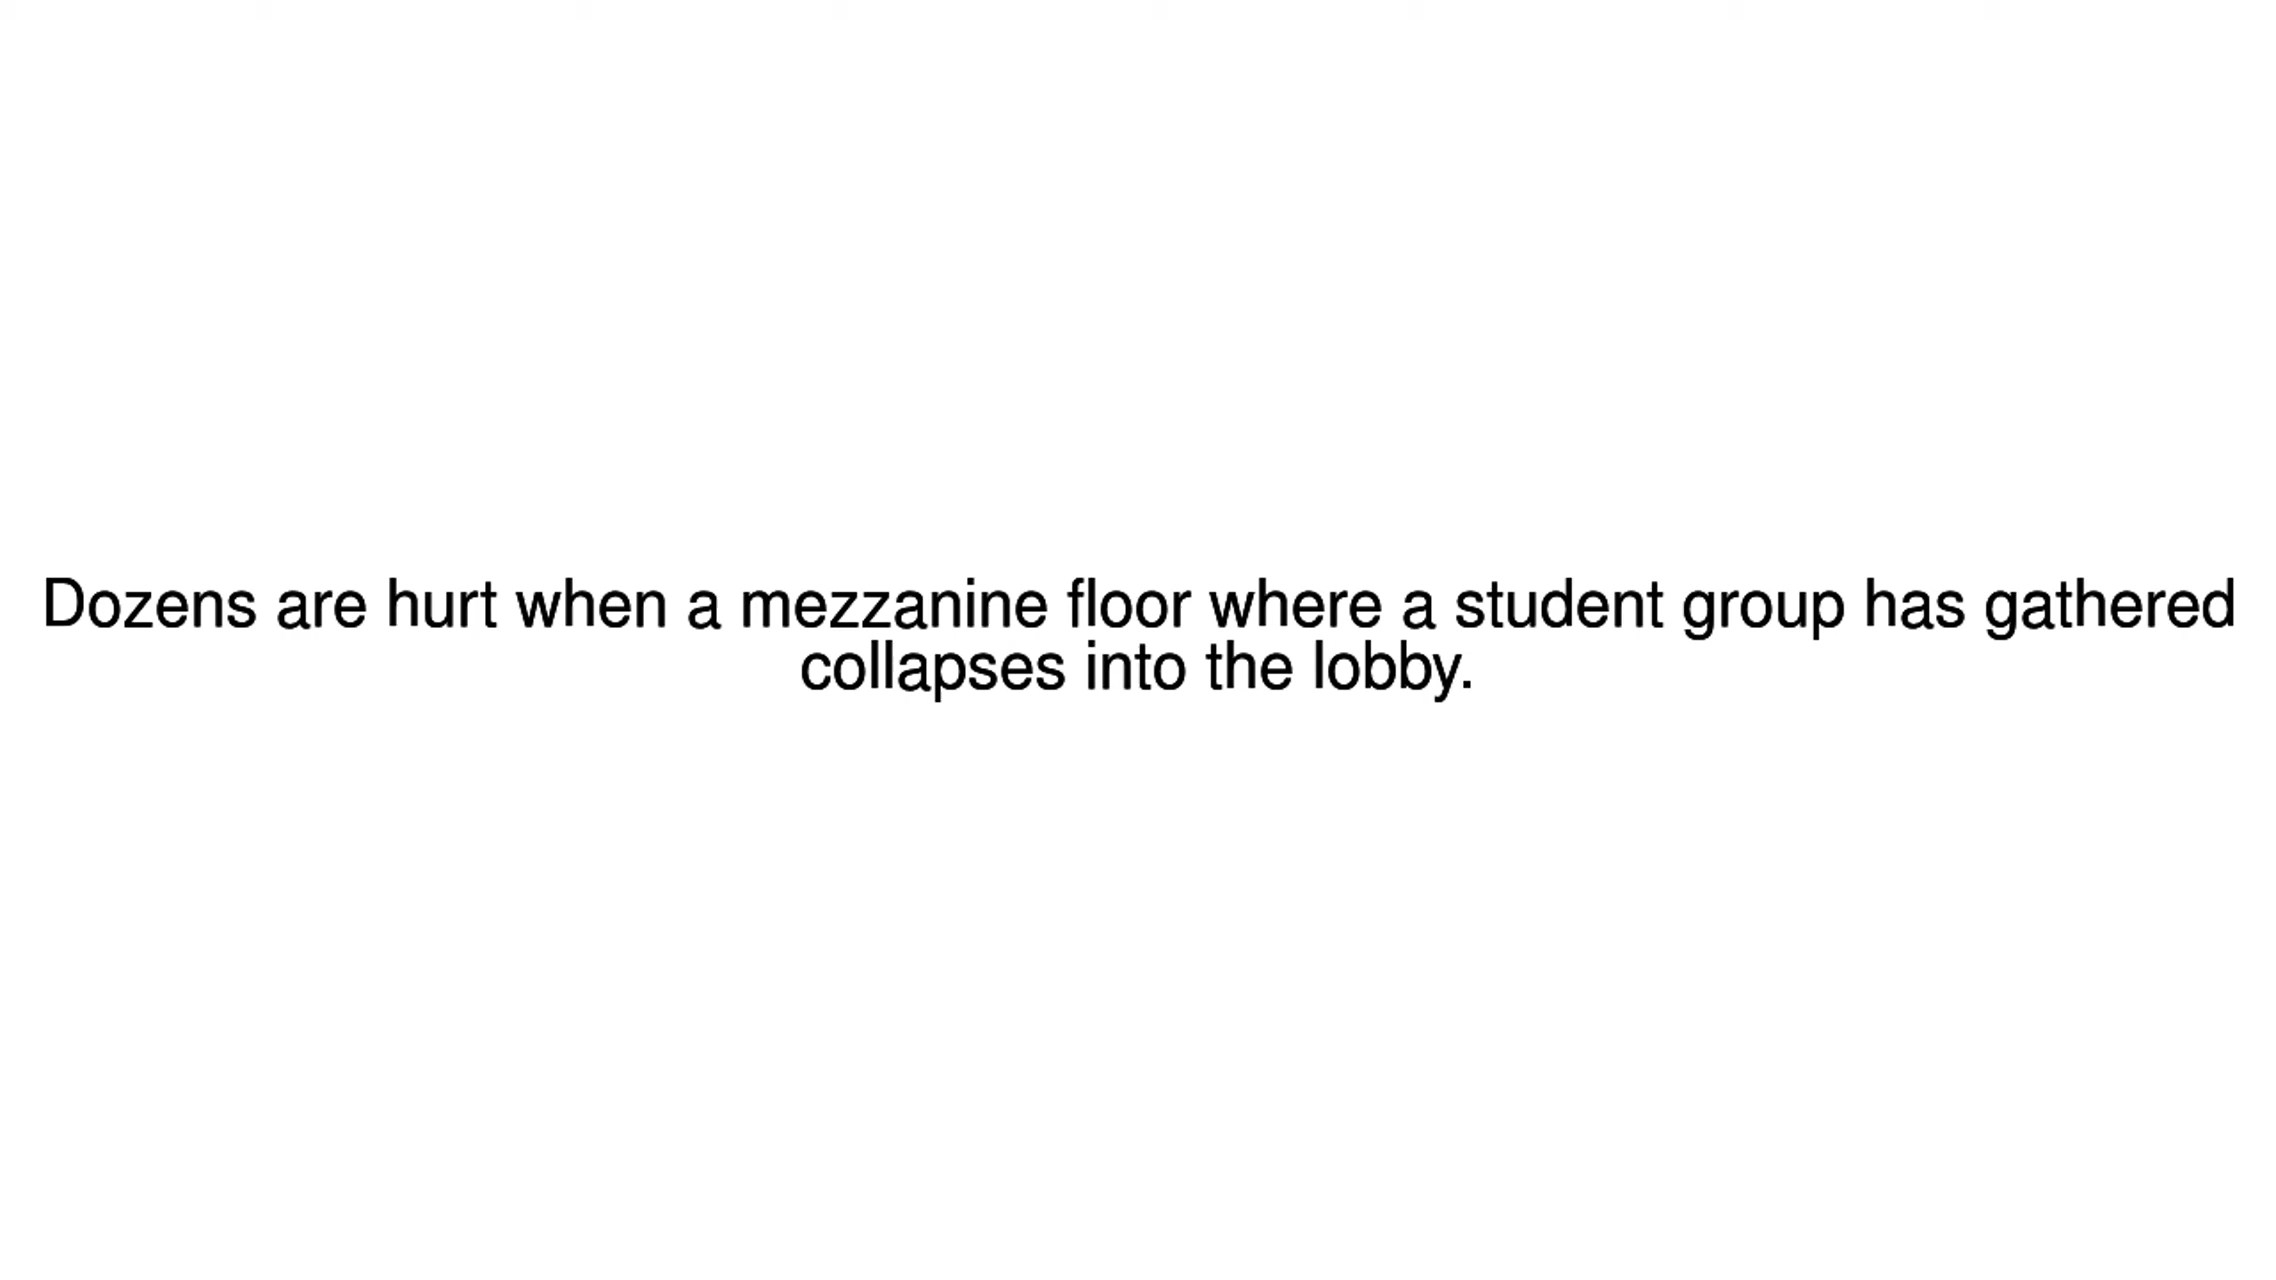 Dozens are hurt when a mezzanine floor where a student group has gathered
collapses into the lobby.